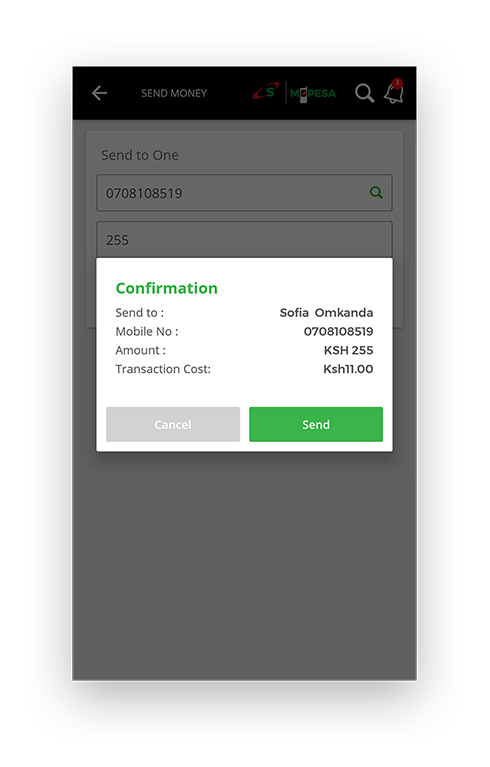 SEND MONEY S M-PESA 3
Send to One
0708108519
255
Confirmation
Send to : Sofia Omkanda
Mobile No : 0708108519
Amount : KSH 255
Transaction Cost: Ksh11.00
Cancel Send